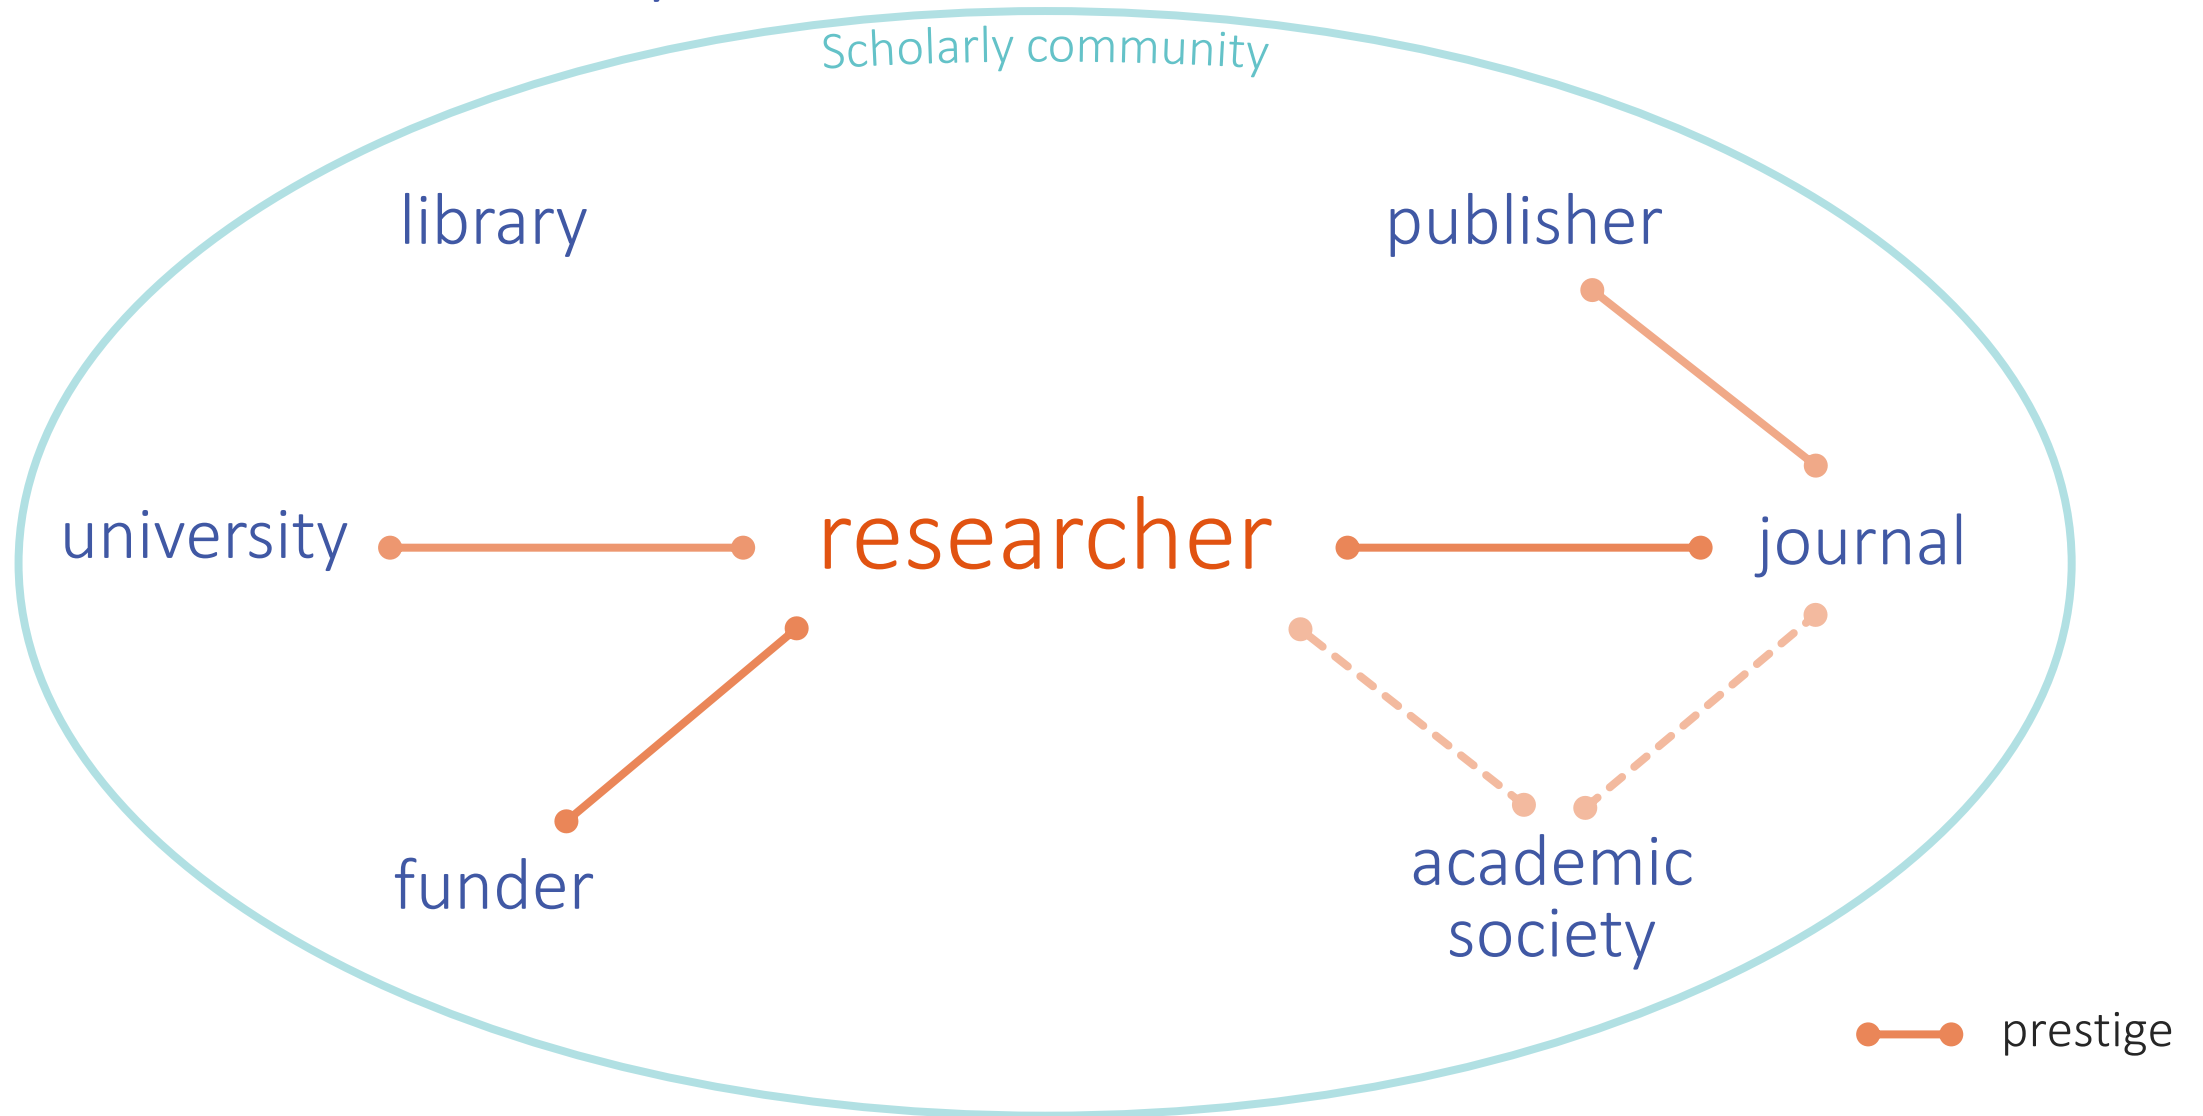 Scholarly community
library
publisher
university
researcher
journal
funder
academic
society
prestige